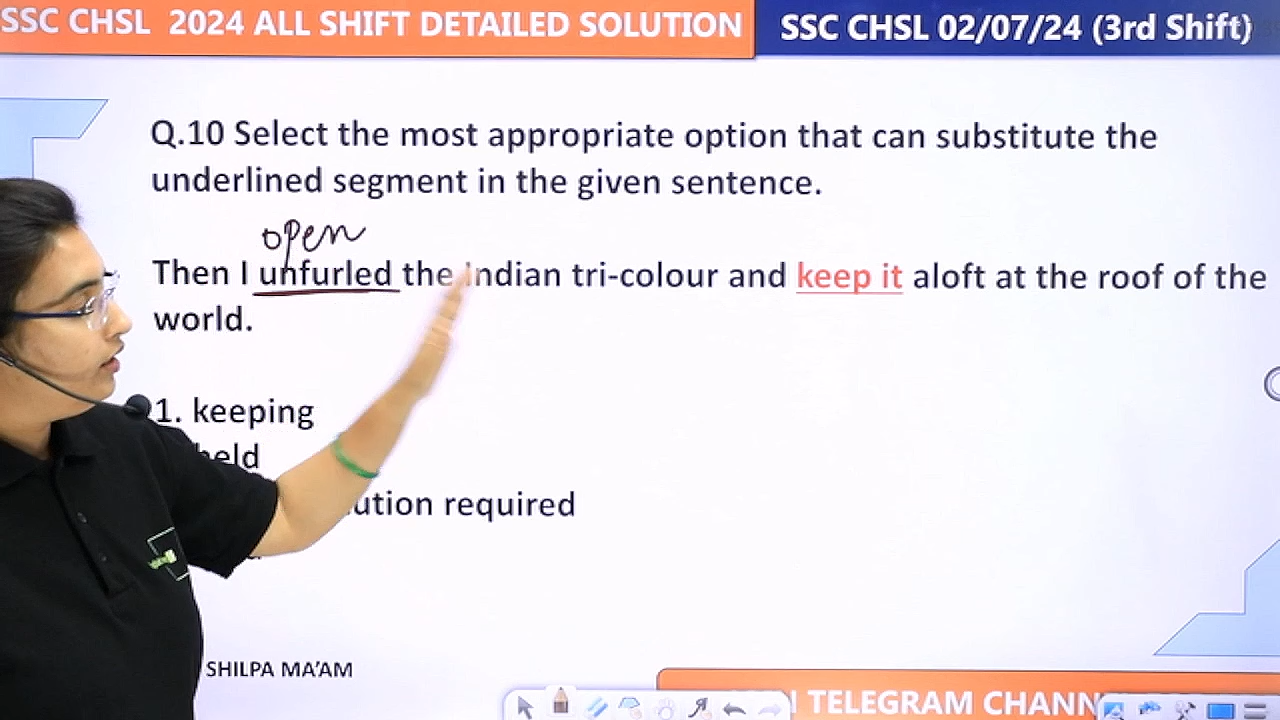 SSC CHSL 2024 ALL SHIFT DETAILED SOLUTION
SSC CHSL 02/07/24 (3rd Shift)
Q.10 Select the most appropriate option that can substitute the
underlined segment in the given sentence.
open
Then I unfurled the Indian tri-colour and keep it aloft at the roof of the
world.
1. keeping
held
required
SHILPA MA'AM
TELEGRAM